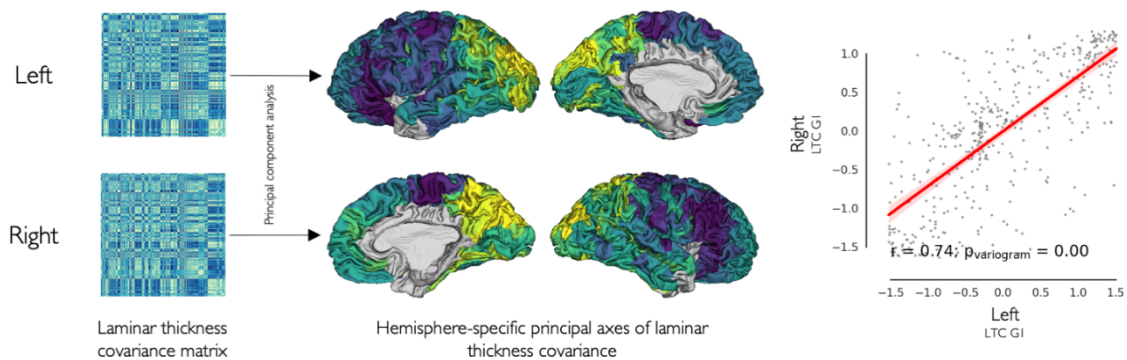 Left
Right
Principal component analysis
Laminar thickness
covariance matrix
Hemisphere-specific principal axes of laminar
thickness covariance
Right
LTC G1
1.0
0.5
0.0
−0.5
−1.0
−1.5
r = 0.74; pvariogram = 0.00
−1.5 −1.0 −0.5 0.0 0.5 1.0 1.5
Left
LTC G1